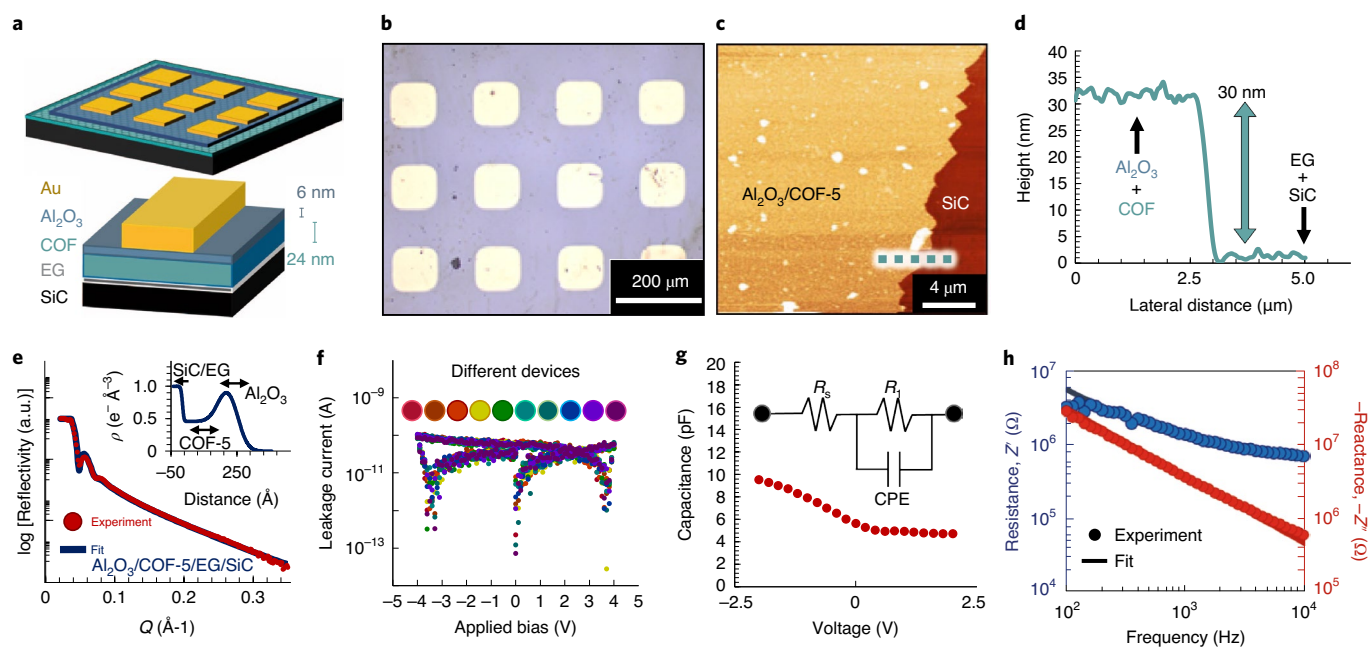 a
Au
Al₂O₃
COF
EG
SiC
6 nm
24 nm
b
200 µm
c
Al₂O₃/COF-5
SiC
4 µm
d
Height (nm)
40
35
30
25
20
15
10
5
0
30 nm
Al₂O₃
+
COF
EG
+
SiC
0
2.5
5.0
Lateral distance (µm)
e
log [Reflectivity (a.u.)]
SiC/EG
Al₂O₃
COF-5
ρ (e⁻ Å⁻³)
1.0
0.5
0
−50
250
Distance (Å)
Experiment
Fit
Al₂O₃/COF-5/EG/SiC
0
0.1
0.2
0.3
Q (Å-1)
f
Different devices
Leakage current (A)
10⁻⁹
10⁻¹¹
10⁻¹³
−5 −4 −3 −2 −1 0 1 2 3 4 5
Applied bias (V)
g
Capacitance (pF)
22
20
18
16
14
12
10
8
6
4
2
0
Rₛ
R₁
CPE
−2.5
0
2.5
Voltage (V)
h
Resistance, Z′ (Ω)
10⁷
10⁶
10⁵
10⁴
−Reactance, −Z″ (Ω)
10⁸
10⁷
10⁶
10⁵
Experiment
Fit
10²
10³
10⁴
Frequency (Hz)